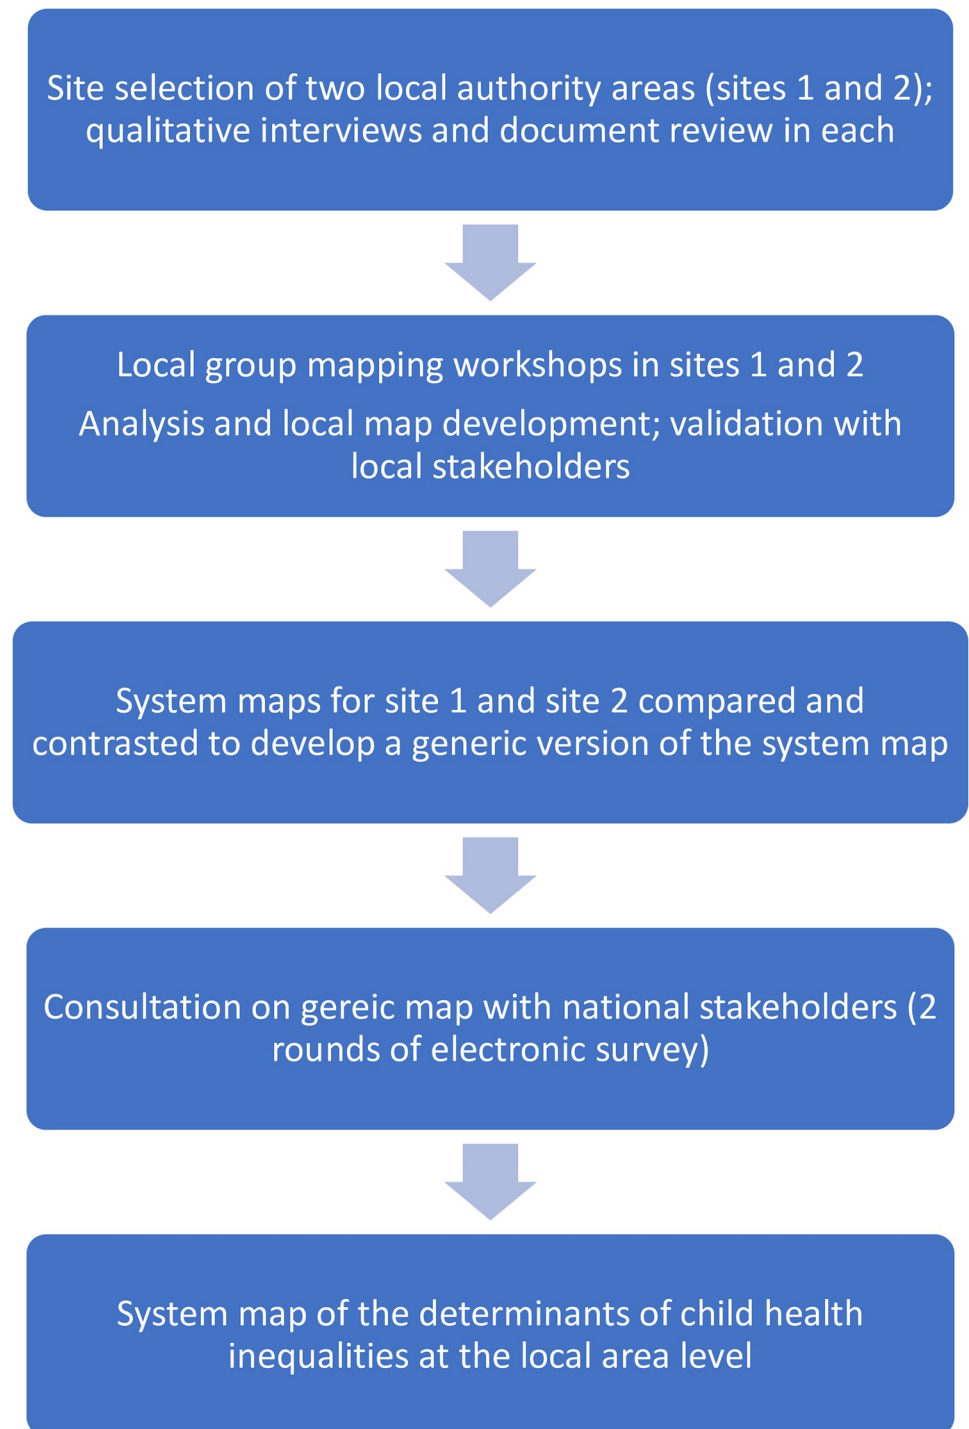 Site selection of two local authority areas (sites 1 and 2);
qualitative interviews and document review in each
Local group mapping workshops in sites 1 and 2
Analysis and local map development; validation with
local stakeholders
System maps for site 1 and site 2 compared and
contrasted to develop a generic version of the system map
Consultation on gereic map with national stakeholders (2
rounds of electronic survey)
System map of the determinants of child health
inequalities at the local area level